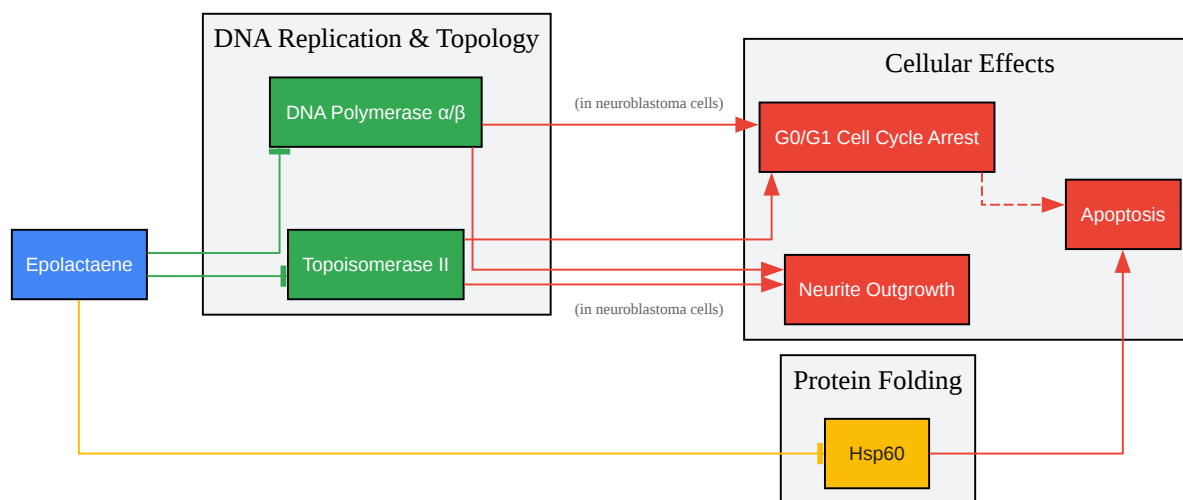 DNA Replication & Topology
DNA Polymerase α/β
Topoisomerase II
Epolactaene
(in neuroblastoma cells)
(in neuroblastoma cells)
Cellular Effects
G0/G1 Cell Cycle Arrest
Apoptosis
Neurite Outgrowth
Protein Folding
Hsp60